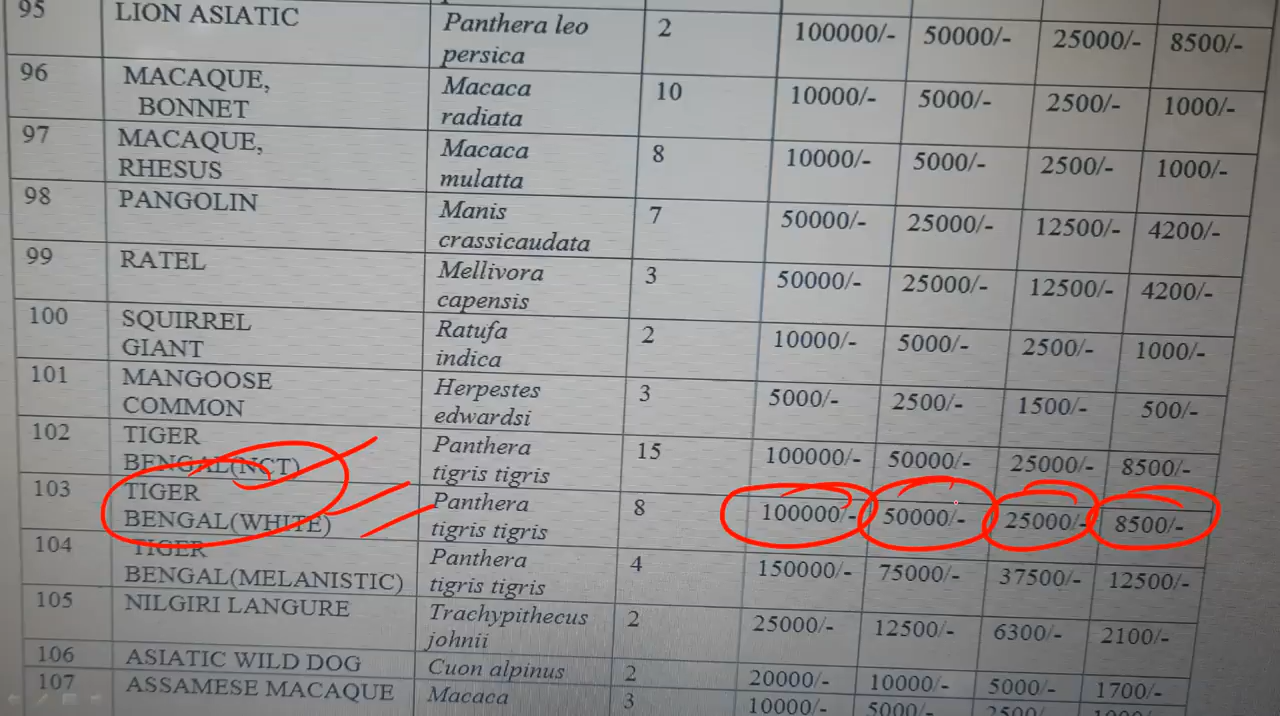 95 LION ASIATIC Panthera leo persica 2 100000/- 50000/- 25000/- 8500/-
96 MACAQUE, BONNET Macaca radiata 10 10000/- 5000/- 2500/- 1000/-
97 MACAQUE, RHESUS Macaca mulatta 8 10000/- 5000/- 2500/- 1000/-
98 PANGOLIN Manis crassicaudata 7 50000/- 25000/- 12500/- 4200/-
99 RATEL Mellivora capensis 3 50000/- 25000/- 12500/- 4200/-
100 SQUIRREL GIANT Ratufa indica 2 10000/- 5000/- 2500/- 1000/-
101 MANGOOSE COMMON Herpestes edwardsi 3 5000/- 2500/- 1500/- 500/-
102 TIGER BENGAL(NCT) Panthera tigris tigris 15 100000/- 50000/- 25000/- 8500/-
103 TIGER BENGAL(WHITE) Panthera tigris tigris 8 100000/- 50000/- 25000/- 8500/-
104 TIGER BENGAL(MELANISTIC) Panthera tigris tigris 4 150000/- 75000/- 37500/- 12500/-
105 NILGIRI LANGURE Trachypithecus johnii 2 25000/- 12500/- 6300/- 2100/-
106 ASIATIC WILD DOG Cuon alpinus 2 20000/- 10000/- 5000/- 1700/-
107 ASSAMESE MACAQUE Macaca 3 10000/- 5000/- 2500/-